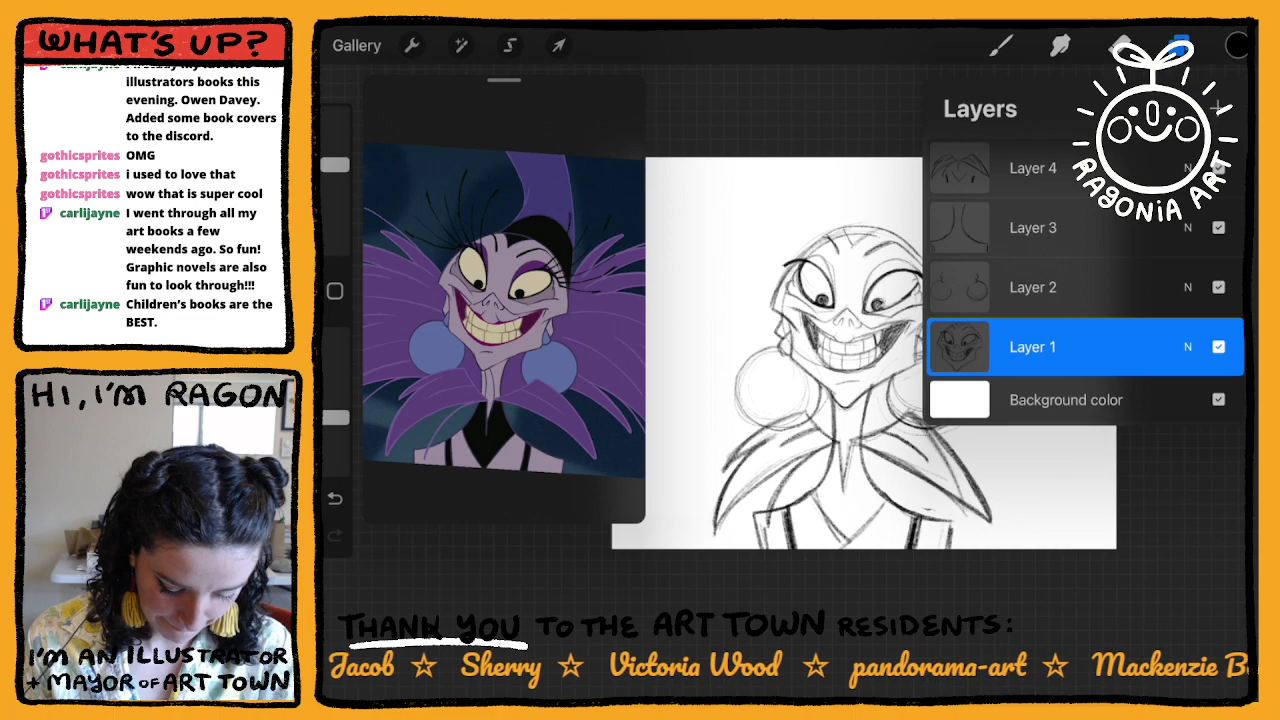 WHAT'S UP?
carlijayne
illustrators books this
evening. Owen Davey.
Added some book covers
to the discord.
gothicsprites OMG
gothicsprites i used to love that
gothicsprites wow that is super cool
carlijayne I went through all my
art books a few
weekends ago. So fun!
Graphic novels are also
fun to look through!!!
carlijayne Children's books are the
BEST.
HI, I'M RAGON
I'M AN ILLUSTRATOR
+ MAYOR OF ART TOWN
Gallery
Layers
Layer 4 N
Layer 3 N
Layer 2 N
Layer 1 N
Background color
RAGONIA ART
THANK YOU TO THE ART TOWN RESIDENTS:
Jacob ☆ Sherry ☆ Victoria Wood ☆ pandorama-art ☆ Mackenzie